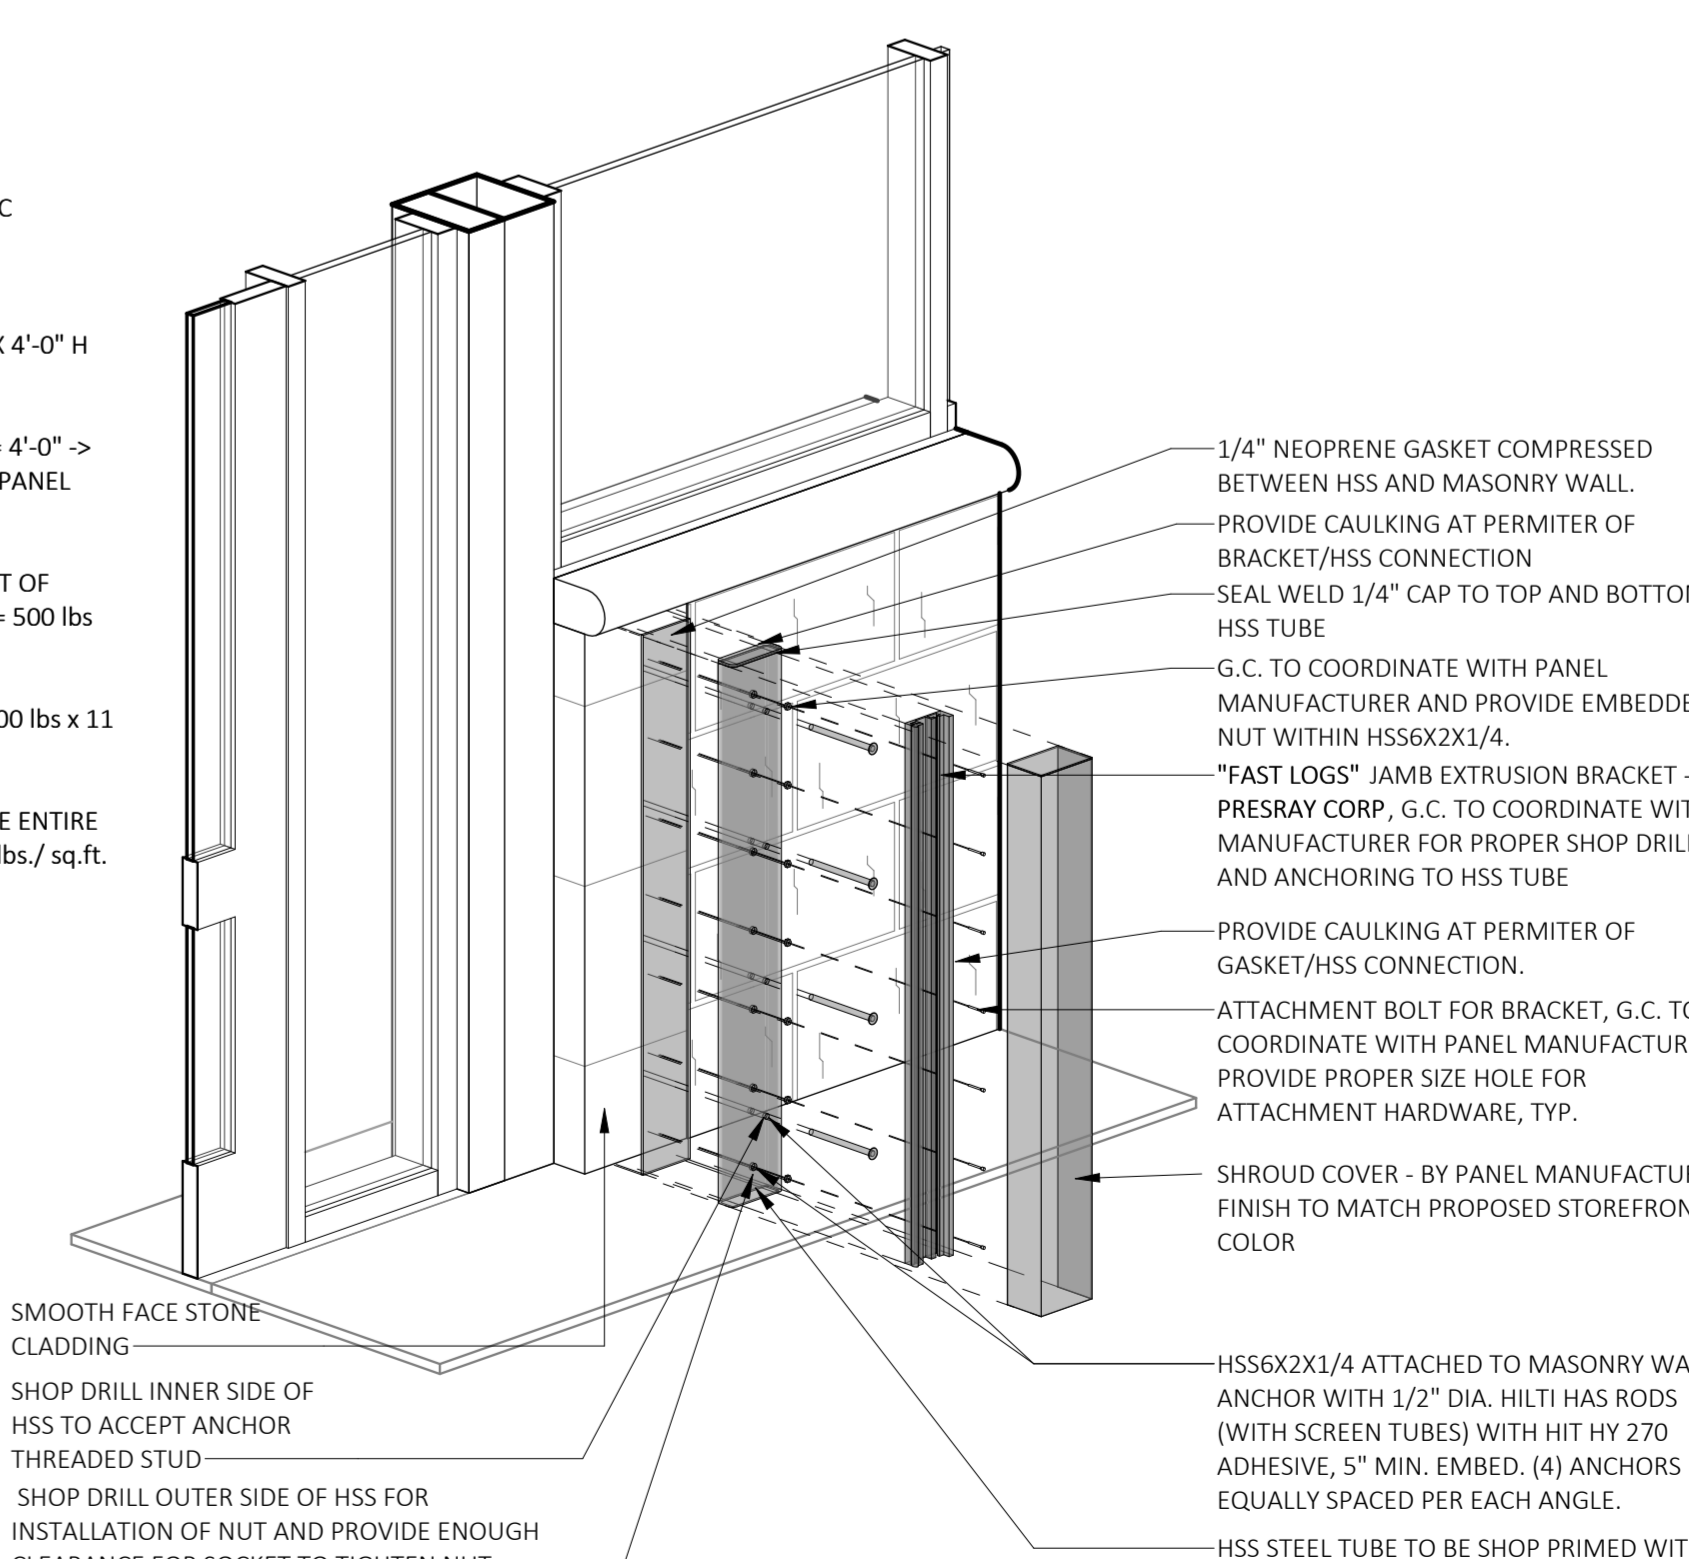 C
X 4'-0" H
= 4'-0" ->
PANEL
T OF
= 500 lbs
00 lbs x 11
E ENTIRE
lbs./ sq.ft.
1/4" NEOPRENE GASKET COMPRESSED
BETWEEN HSS AND MASONRY WALL.
PROVIDE CAULKING AT PERMITER OF
BRACKET/HSS CONNECTION
SEAL WELD 1/4" CAP TO TOP AND BOTTOM
HSS TUBE
G.C. TO COORDINATE WITH PANEL
MANUFACTURER AND PROVIDE EMBEDDE
NUT WITHIN HSS6X2X1/4.
"FAST LOGS" JAMB EXTRUSION BRACKET -
PRESRAY CORP, G.C. TO COORDINATE WIT
MANUFACTURER FOR PROPER SHOP DRILL
AND ANCHORING TO HSS TUBE
PROVIDE CAULKING AT PERMITER OF
GASKET/HSS CONNECTION.
ATTACHMENT BOLT FOR BRACKET, G.C. TO
COORDINATE WITH PANEL MANUFACTUR
PROVIDE PROPER SIZE HOLE FOR
ATTACHMENT HARDWARE, TYP.
SHROUD COVER - BY PANEL MANUFACTU
FINISH TO MATCH PROPOSED STOREFRON
COLOR
HSS6X2X1/4 ATTACHED TO MASONRY WA
ANCHOR WITH 1/2" DIA. HILTI HAS RODS
(WITH SCREEN TUBES) WITH HIT HY 270
ADHESIVE, 5" MIN. EMBED. (4) ANCHORS
EQUALLY SPACED PER EACH ANGLE.
HSS STEEL TUBE TO BE SHOP PRIMED WIT
SMOOTH FACE STONE
CLADDING
SHOP DRILL INNER SIDE OF
HSS TO ACCEPT ANCHOR
THREADED STUD
SHOP DRILL OUTER SIDE OF HSS FOR
INSTALLATION OF NUT AND PROVIDE ENOUGH
CLEARANCE FOR SOCKET TO TIGHTEN NUT